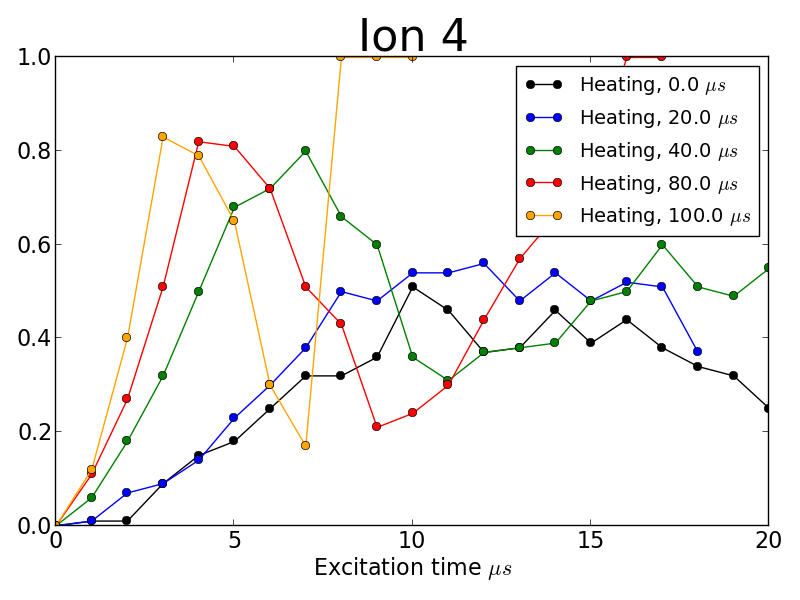 Ion 4
1.0
0.8
0.6
0.4
0.2
0.0
Heating, 0.0 μs
Heating, 20.0 μs
Heating, 40.0 μs
Heating, 80.0 μs
Heating, 100.0 μs
0 5 10 15 20
Excitation time μs